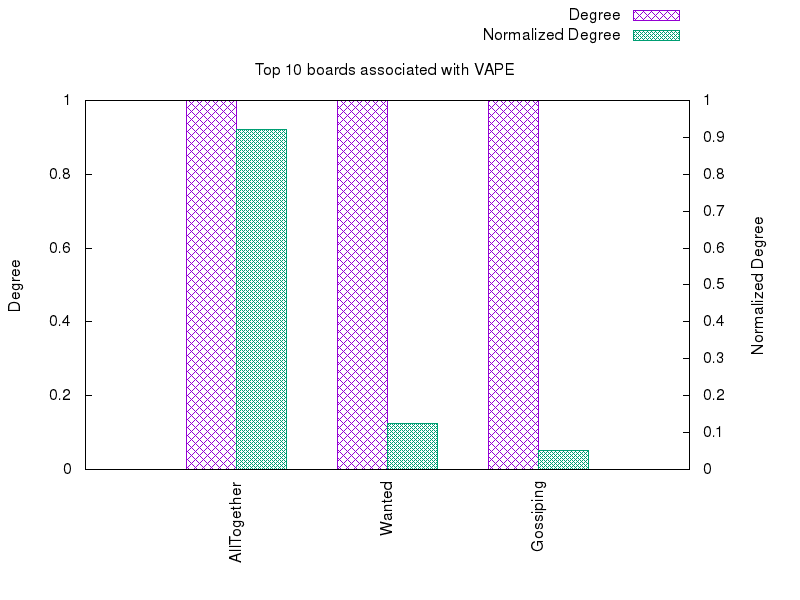 Degree
Normalized Degree
Top 10 boards associated with VAPE
1
0.8
0.6
0.4
0.2
0
Degree
1
0.9
0.8
0.7
0.6
0.5
0.4
0.3
0.2
0.1
0
Normalized Degree
AllTogether
Wanted
Gossiping